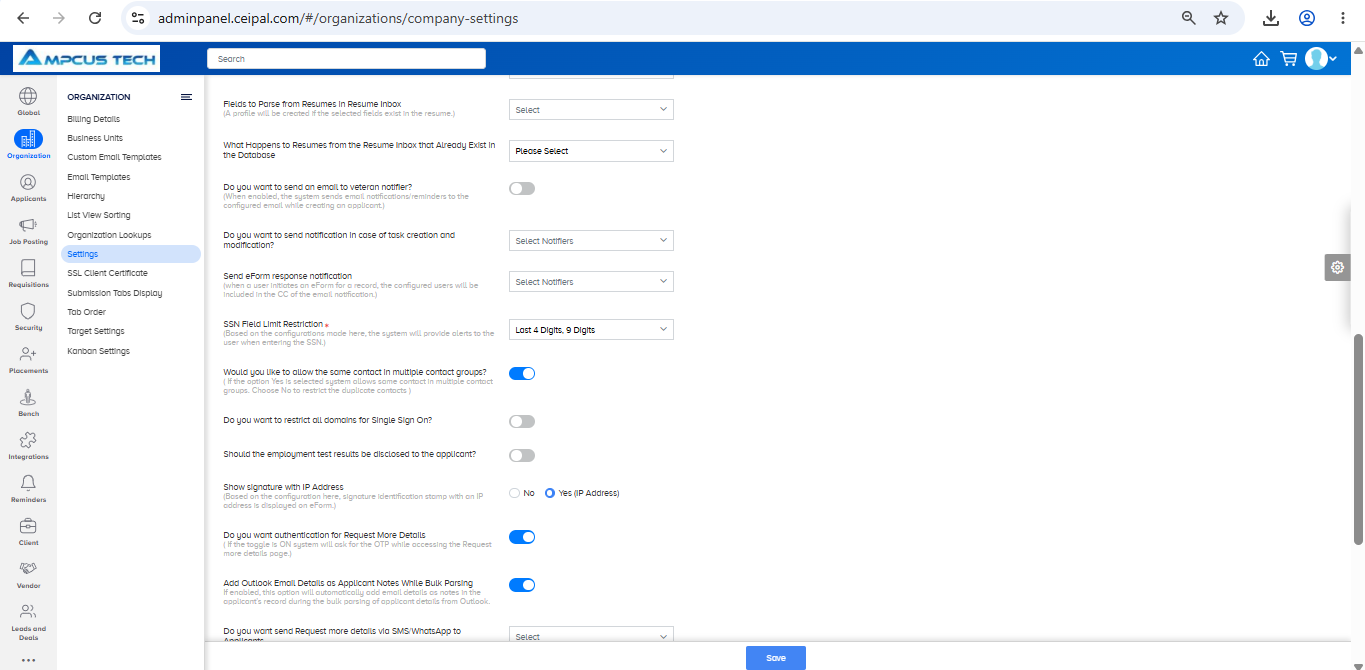 adminpanel.ceipal.com/#/organizations/company-settings
AMPCUS TECH
Search
Global
Organization
Applicants
Job Posting
Requisitions
Security
Placements
Bench
Integrations
Reminders
Client
Vendor
Leads and
Deals
ORGANIZATION
Billing Details
Business Units
Custom Email Templates
Email Templates
Hierarchy
List View Sorting
Organization Lookups
Settings
SSL Client Certificate
Submission Tabs Display
Tab Order
Target Settings
Kanban Settings
Fields to Parse from Resumes in Resume Inbox
(A profile will be created if the selected fields exist in the resume.)
Select
What Happens to Resumes from the Resume Inbox that Already Exist in
the Database
Please Select
Do you want to send an email to veteran notifier?
(When enabled, the system sends email notifications/reminders to the
configured email while creating an applicant.)
Do you want to send notification in case of task creation and
modification?
Select Notifiers
Send eForm response notification
(when a user initiates an eForm for a record, the configured users will be
included in the CC of the email notification.)
Select Notifiers
SSN Field Limit Restriction *
(Based on the configurations made here, the system will provide alerts to the
user when entering the SSN.)
Last 4 Digits, 9 Digits
Would you like to allow the same contact in multiple contact groups?
( If the option Yes is selected system allows same contact in multiple contact
groups. Choose No to restrict the duplicate contacts )
Do you want to restrict all domains for Single Sign On?
Should the employment test results be disclosed to the applicant?
Show signature with IP Address
(Based on the configuration here, signature identification stamp with an IP
address is displayed on eForm.)
No Yes (IP Address)
Do you want authentication for Request More Details
( If the toggle is ON system will ask for the OTP while accessing the Request
more details page.)
Add Outlook Email Details as Applicant Notes While Bulk Parsing
If enabled, this option will automatically add email details as notes in the
applicant's record during the bulk parsing of applicant details from Outlook.
Do you want send Request more details via SMS/WhatsApp to
Applicants
Select
Save